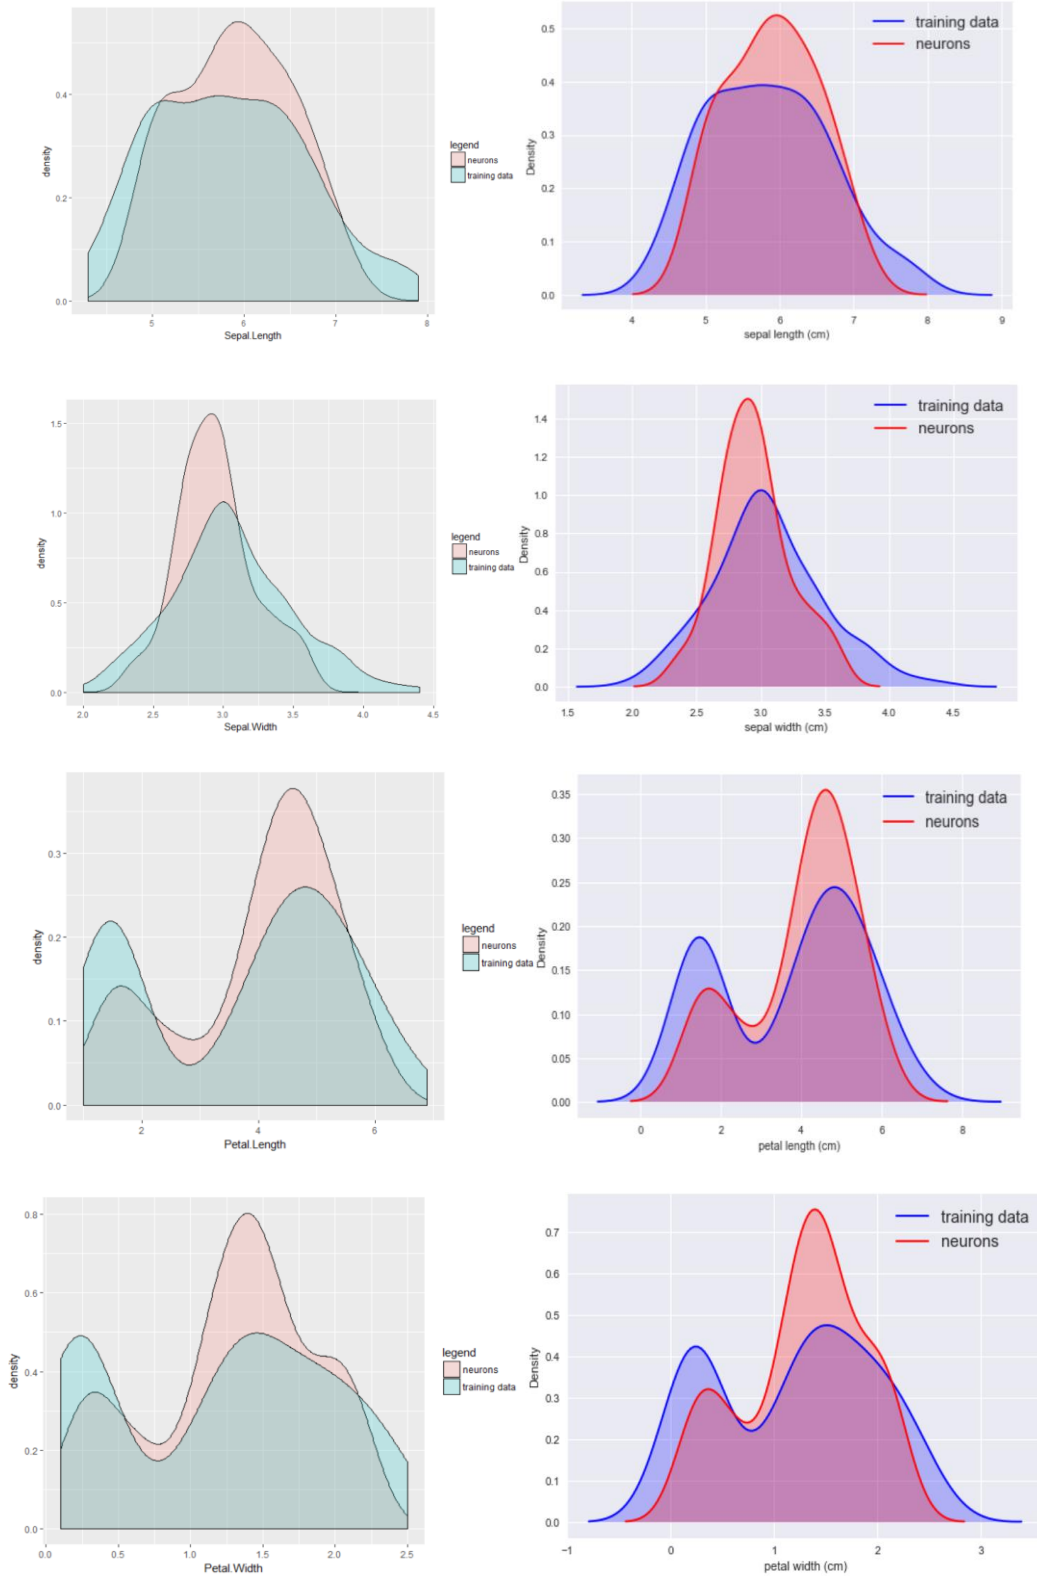 density
0.4
0.2
0.0
5
6
7
8
Sepal.Length
legend
neurons
training data
Density
0.5
0.4
0.3
0.2
0.1
0.0
4
5
6
7
8
9
sepal length (cm)
training data
neurons
density
1.5
1.0
0.5
0.0
2.0
2.5
3.0
3.5
4.0
4.5
Sepal.Width
legend
neurons
training data
Density
1.4
1.2
1.0
0.8
0.6
0.4
0.2
0.0
1.5
2.0
2.5
3.0
3.5
4.0
4.5
sepal width (cm)
training data
neurons
density
0.3
0.2
0.1
0.0
2
4
6
Petal.Length
legend
neurons
training data
Density
0.35
0.30
0.25
0.20
0.15
0.10
0.05
0.00
0
2
4
6
8
petal length (cm)
training data
neurons
density
0.8
0.6
0.4
0.2
0.0
0.0
0.5
1.0
1.5
2.0
2.5
Petal.Width
legend
neurons
training data
Density
0.7
0.6
0.5
0.4
0.3
0.2
0.1
0.0
−1
0
1
2
3
petal width (cm)
training data
neurons